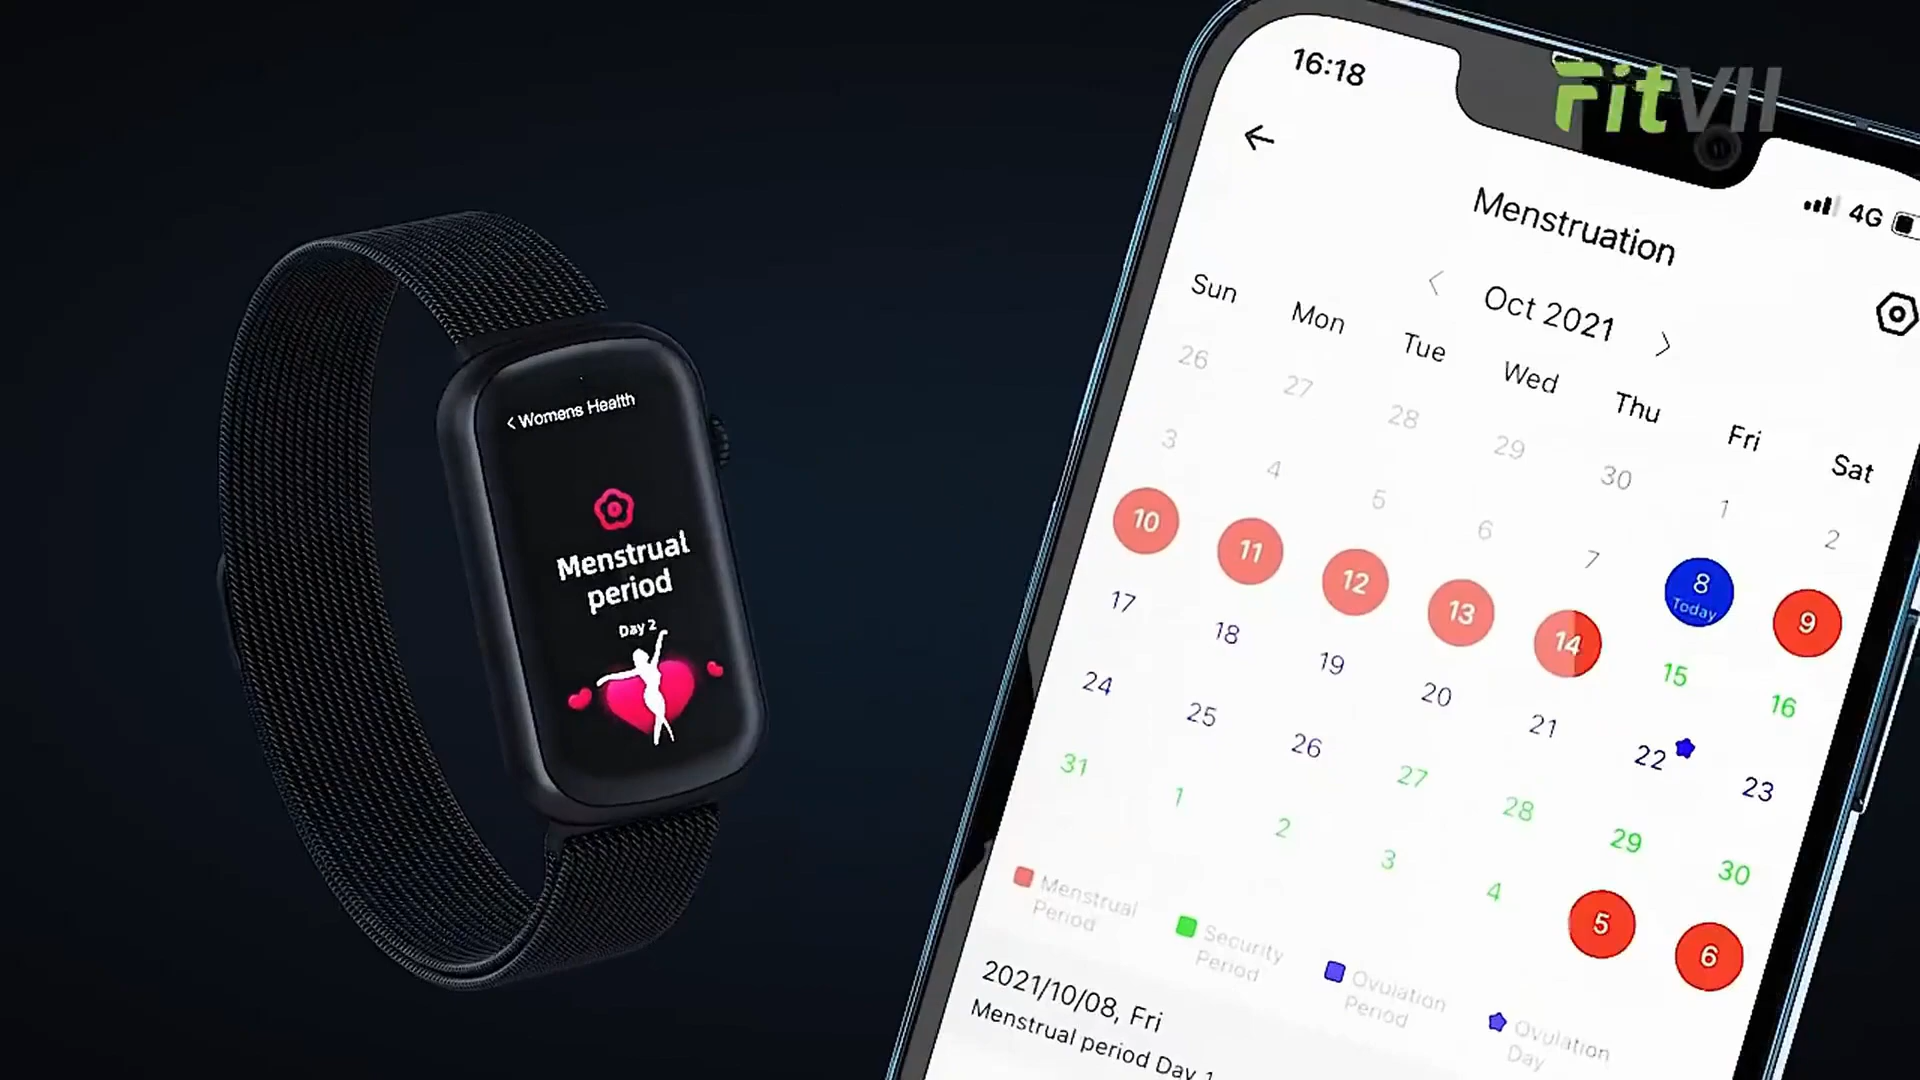 FitVII
16:18
4G
Menstruation
Oct 2021
Sun Mon Tue Wed Thu Fri Sat
26 27 28 29 30 1 2
3 4 5 6 7 8 9
Today
10 11 12 13 14 15 16
17 18 19 20 21 22 23
24 25 26 27 28 29 30
31 1 2 3 4 5 6
Menstrual
Period
Security
Period
Ovulation
Period
Ovulation
Day
2021/10/08, Fri
Menstrual period Day 1
< Womens Health
Menstrual
period
Day 2